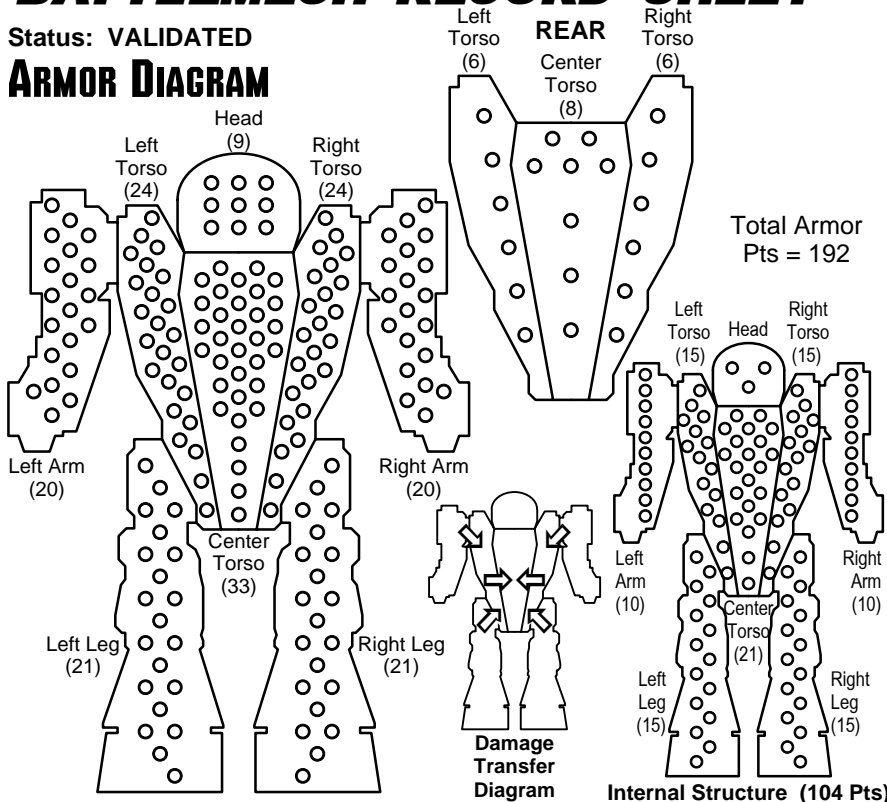 BATTLEMECH RECORD SHEET
Status: VALIDATED
ARMOR DIAGRAM
Left
Torso
(6)
REAR
Center
Torso
(8)
Right
Torso
(6)
Head
(9)
Left
Torso
(24)
Right
Torso
(24)
Total Armor
Pts = 192
Left Arm
(20)
Right Arm
(20)
Center
Torso
(33)
Left Leg
(21)
Right Leg
(21)
Damage
Transfer
Diagram
Left
Torso
(15)
Head
Right
Torso
(15)
Left
Arm
(10)
Right
Arm
(10)
Center
Torso
(21)
Left
Leg
(15)
Right
Leg
(15)
Internal Structure (104 Pts)